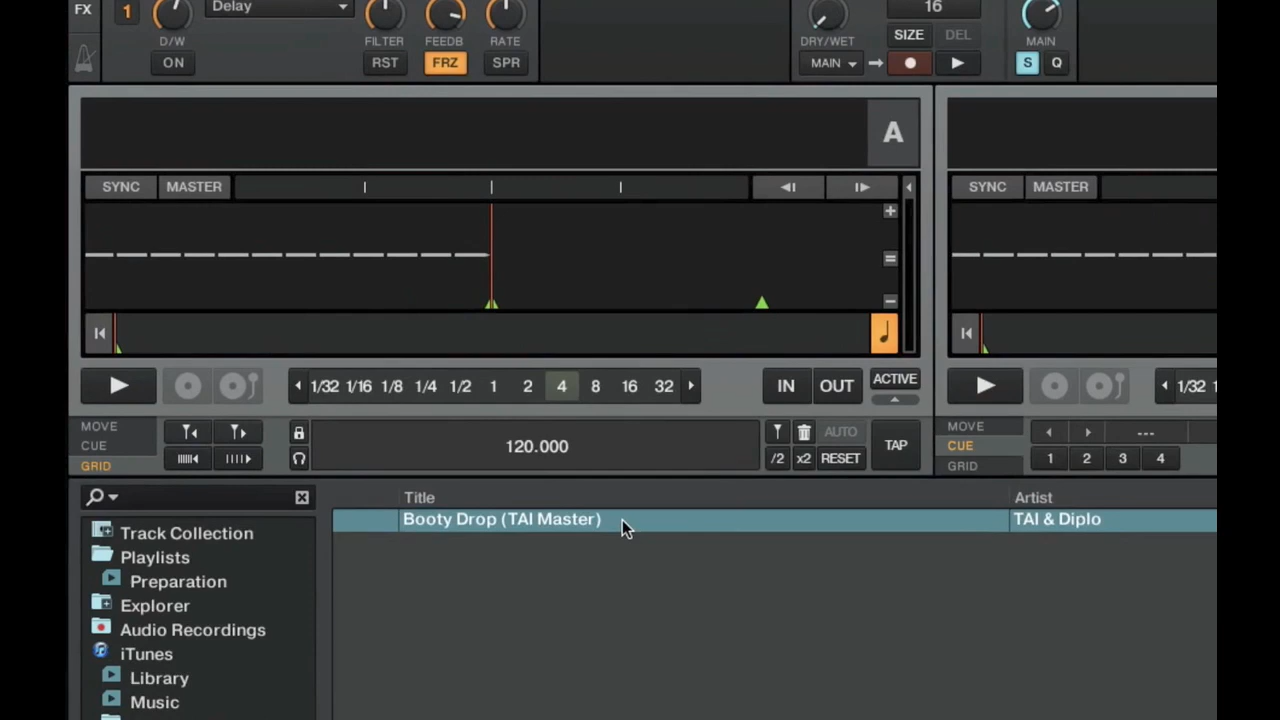 FX 1 Delay 16
D/W FILTER FEEDB RATE DRY/WET SIZE DEL MAIN
ON RST FRZ SPR MAIN S Q
A
SYNC MASTER SYNC MASTER
1/32 1/16 1/8 1/4 1/2 1 2 4 8 16 32 IN OUT ACTIVE 1/32
MOVE AUTO MOVE ---
CUE 120.000 TAP CUE
GRID /2 x2 RESET GRID 1 2 3 4
Title Artist
Booty Drop (TAI Master) TAI & Diplo
Track Collection
Playlists
Preparation
Explorer
Audio Recordings
iTunes
Library
Music